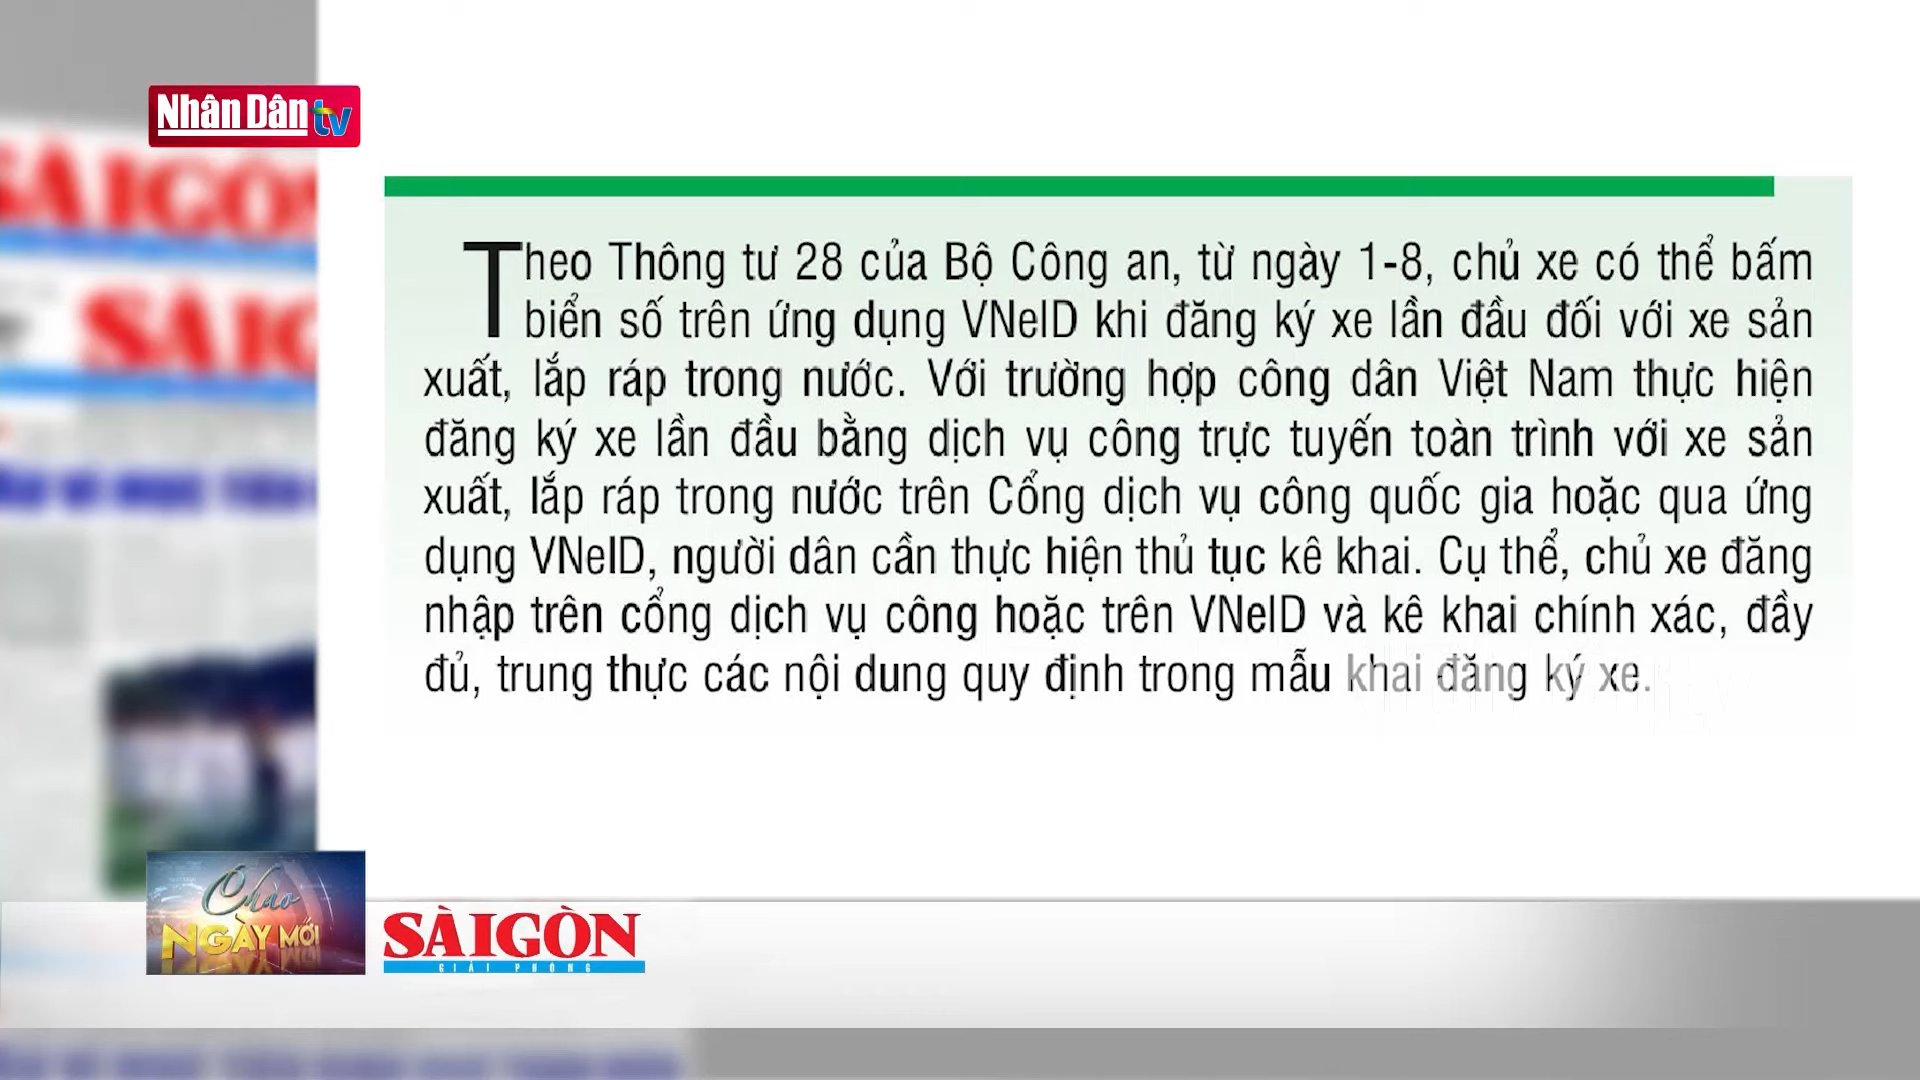 Nhân Dân tv
SÀIGÒN
SÀIG
Theo Thông tư 28 của Bộ Công an, từ ngày 1-8, chủ xe có thể bấm
biển số trên ứng dụng VNeID khi đăng ký xe lần đầu đối với xe sản
xuất, lắp ráp trong nước. Với trường hợp công dân Việt Nam thực hiện
đăng ký xe lần đầu bằng dịch vụ công trực tuyến toàn trình với xe sản
xuất, lắp ráp trong nước trên Cổng dịch vụ công quốc gia hoặc qua ứng
dụng VNeID, người dân cần thực hiện thủ tục kê khai. Cụ thể, chủ xe đăng
nhập trên cổng dịch vụ công hoặc trên VNeID và kê khai chính xác, đầy
đủ, trung thực các nội dung quy định trong mẫu khai đăng ký xe.
Chào
NGÀY MỚI
SÀIGÒN
GIẢI PHÓNG